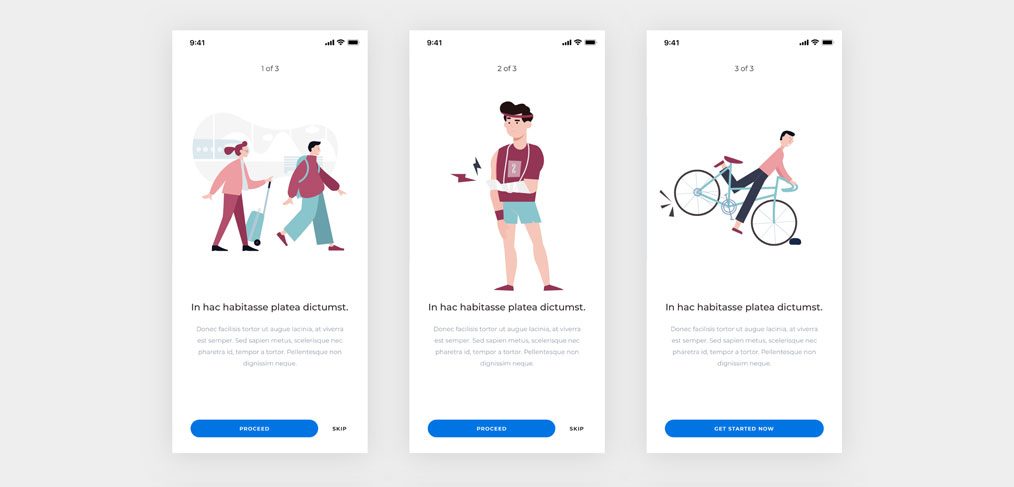 9:41
1 of 3
In hac habitasse platea dictumst.
Donec facilisis tortor ut augue lacinia, at viverra
est semper. Sed sapien metus, scelerisque nec
pharetra id, tempor a tortor. Pellentesque non
dignissim neque.
PROCEED
SKIP
9:41
2 of 3
In hac habitasse platea dictumst.
Donec facilisis tortor ut augue lacinia, at viverra
est semper. Sed sapien metus, scelerisque nec
pharetra id, tempor a tortor. Pellentesque non
dignissim neque.
PROCEED
SKIP
9:41
3 of 3
In hac habitasse platea dictumst.
Donec facilisis tortor ut augue lacinia, at viverra
est semper. Sed sapien metus, scelerisque nec
pharetra id, tempor a tortor. Pellentesque non
dignissim neque.
GET STARTED NOW